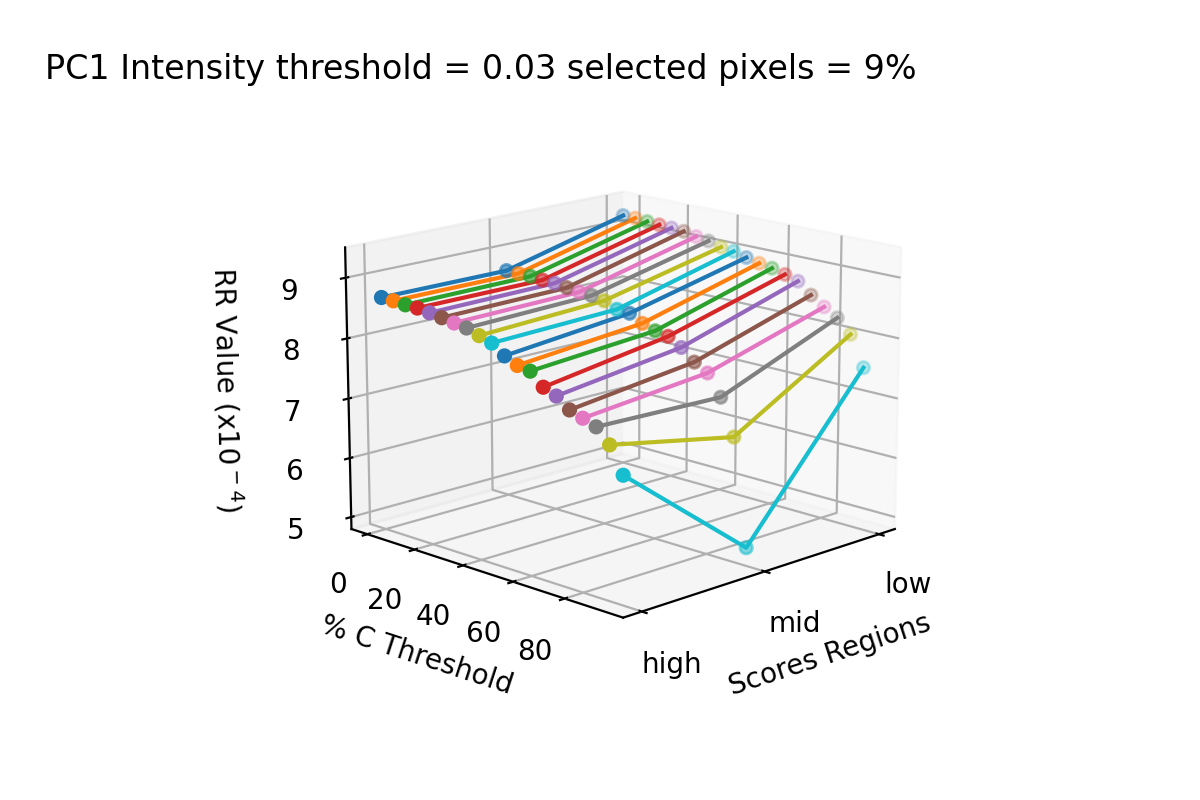 PC1 Intensity threshold = 0.03 selected pixels = 9%
9
8
7
6
5
RR Value (x10⁻⁴)
0
20
40
60
80
% C Threshold
high
mid
low
Scores Regions